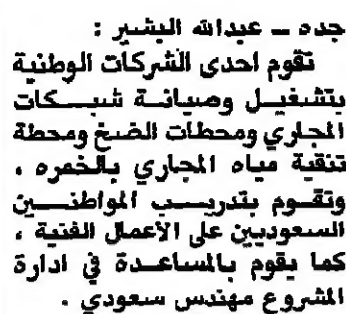 جده ـ عبدالله البشير :
تقوم احدى الشركات الوطنية
بتشغيل وصيانة شبكات
المجاري ومحطات الضخ ومحطة
تنقية مياه المجاري بالخمره ،
وتقوم بتدريب المواطنين
السعوديين على الأعمال الفنية ،
كما يقوم بالمساعدة في ادارة
المشروع مهندس سعودي .